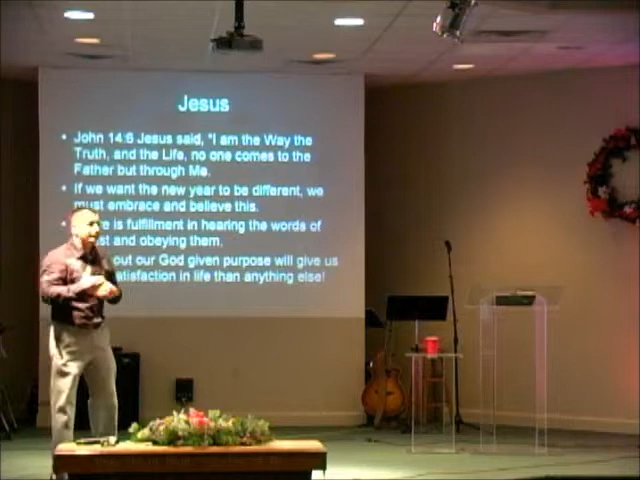 Jesus
• John 14:6 Jesus said, "I am the Way the
Truth, and the Life, no one comes to the
Father but through Me.
• If we want the new year to be different, we
must embrace and believe this.
• e is fulfillment in hearing the words of
st and obeying them.
out our God given purpose will give us
atisfaction in life than anything else!